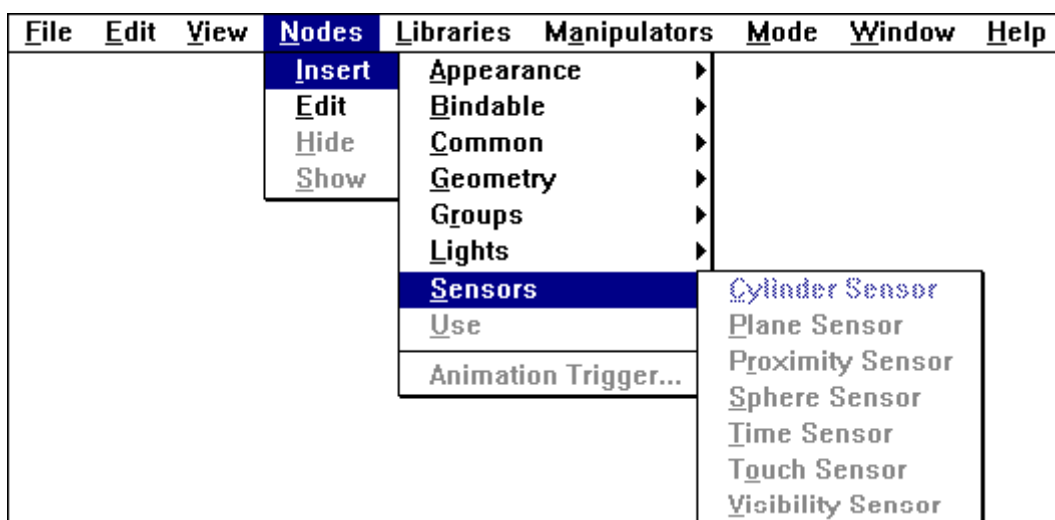 File Edit View Nodes Libraries Manipulators Mode Window Help
Insert
Edit
Hide
Show
Appearance
Bindable
Common
Geometry
Groups
Lights
Sensors
Use
Animation Trigger...
Cylinder Sensor
Plane Sensor
Proximity Sensor
Sphere Sensor
Time Sensor
Touch Sensor
Visibility Sensor